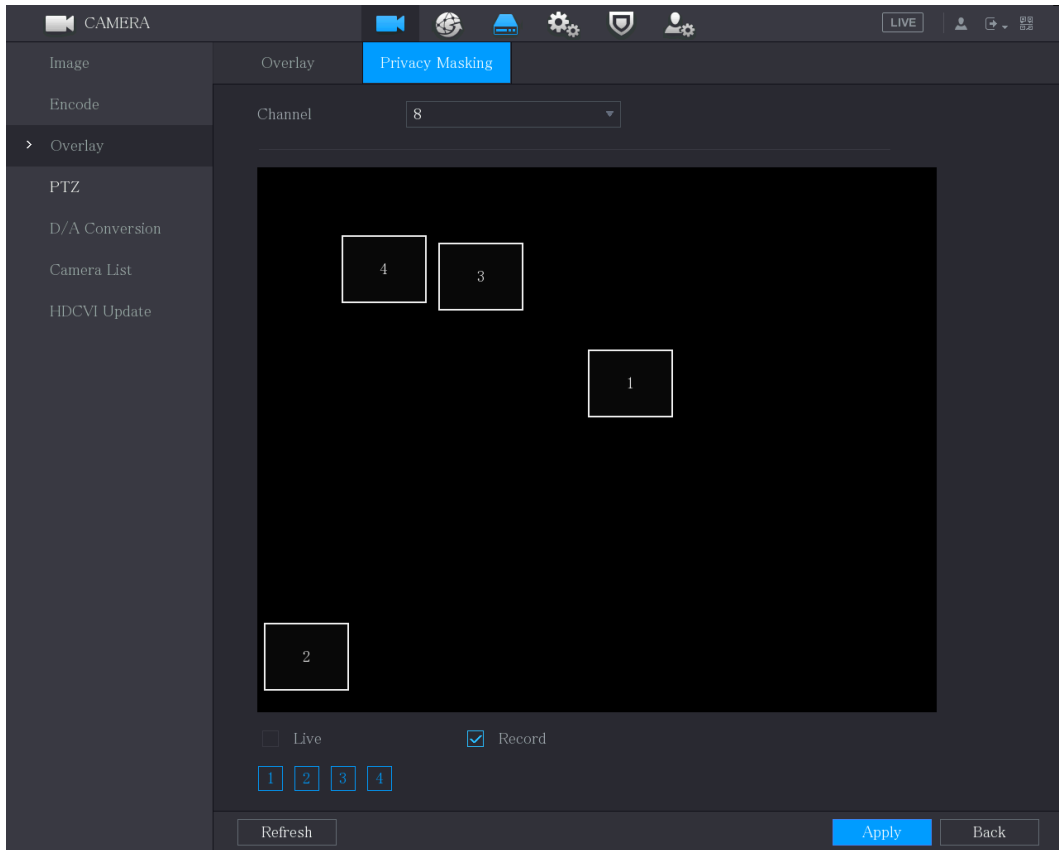 CAMERA
LIVE
Image
Overlay
Privacy Masking
Encode
Channel
8
Overlay
PTZ
D/A Conversion
Camera List
HDCVI Update
4
3
1
2
Live
Record
1 2 3 4
Refresh
Apply
Back